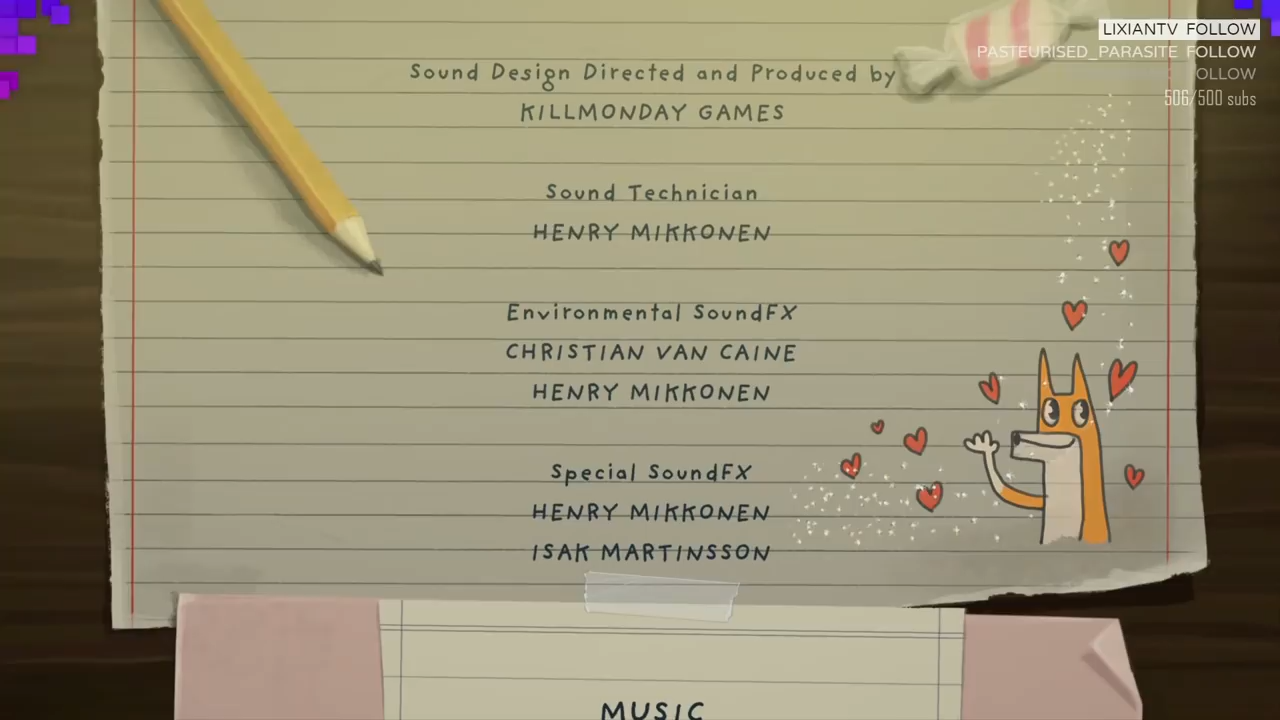 LIXIANTV FOLLOW
PASTEURISED_PARASITE FOLLOW
FOLLOW
506/500 subs
Sound Design Directed and Produced by
KILLMONDAY GAMES
Sound Technician
HENRY MIKKONEN
Environmental SoundFX
CHRISTIAN VAN CAINE
HENRY MIKKONEN
Special SoundFX
HENRY MIKKONEN
ISAK MARTINSSON
MUSIC